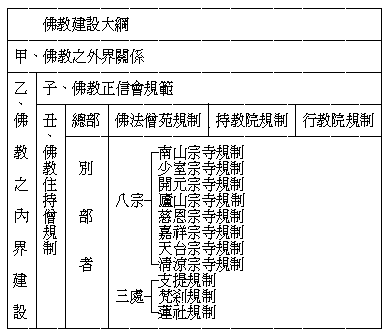 佛教建設大綱
甲、佛教之外界關係
乙、佛教之內界建設
子、佛教正信會規範
丑、佛教住持僧規制
總部
佛法僧苑規制
持教院規制
行教院規制
別部者
八宗
南山宗寺規制
少室宗寺規制
開元宗寺規制
廬山宗寺規制
慈恩宗寺規制
嘉祥宗寺規制
天台宗寺規制
清涼宗寺規制
三處
支提規制
梵剎規制
蓮社規制